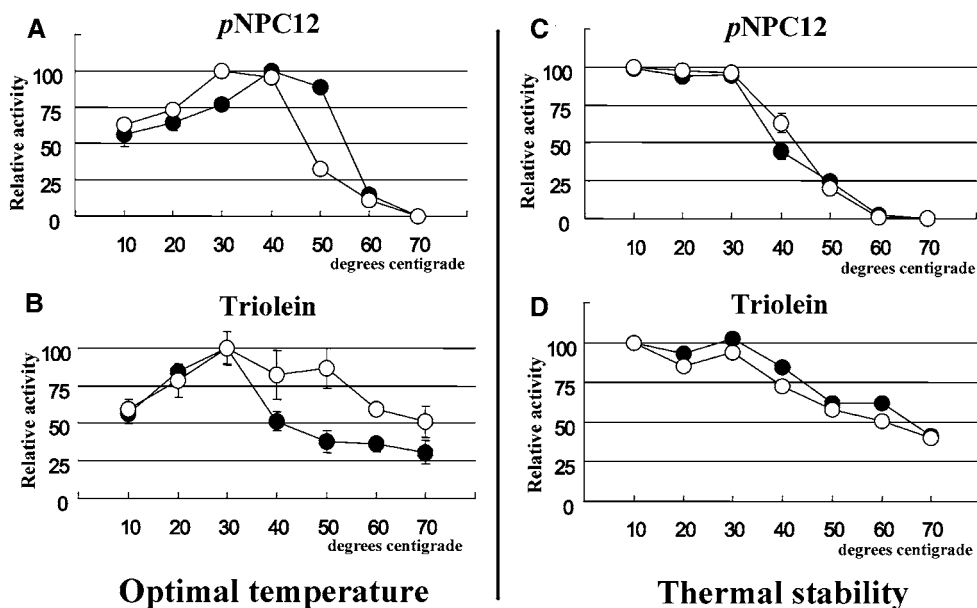 A
pNPC12
Relative activity
100
75
50
25
0
10 20 30 40 50 60 70
degrees centigrade
B
Triolein
Relative activity
100
75
50
25
0
10 20 30 40 50 60 70
degrees centigrade
Optimal temperature
C
pNPC12
Relative activity
100
75
50
25
0
10 20 30 40 50 60 70
degrees centigrade
D
Triolein
Relative activity
100
75
50
25
0
10 20 30 40 50 60 70
degrees centigrade
Thermal stability